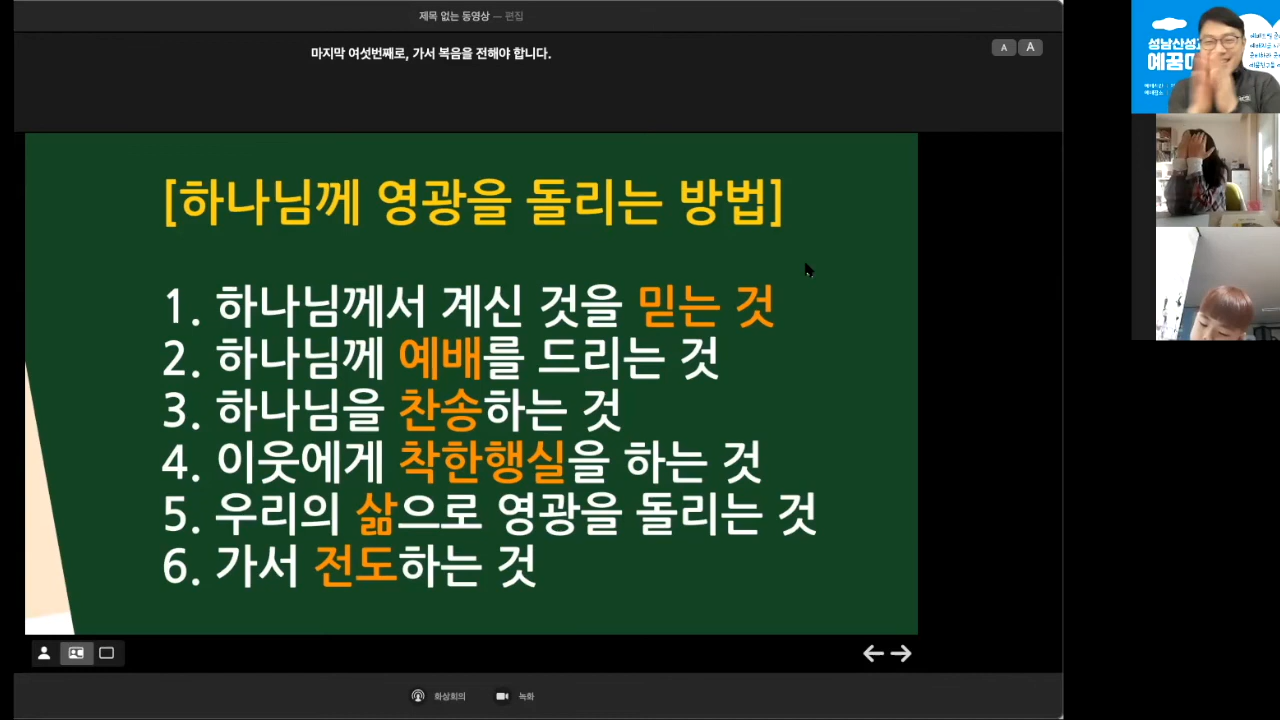 제목 없는 동영상 — 편집
마지막 여섯번째로, 가서 복음을 전해야 합니다.
A A
[하나님께 영광을 돌리는 방법]
1. 하나님께서 계신 것을 믿는 것
2. 하나님께 예배를 드리는 것
3. 하나님을 찬송하는 것
4. 이웃에게 착한행실을 하는 것
5. 우리의 삶으로 영광을 돌리는 것
6. 가서 전도하는 것
화상회의 녹화
성남산성
예꿈